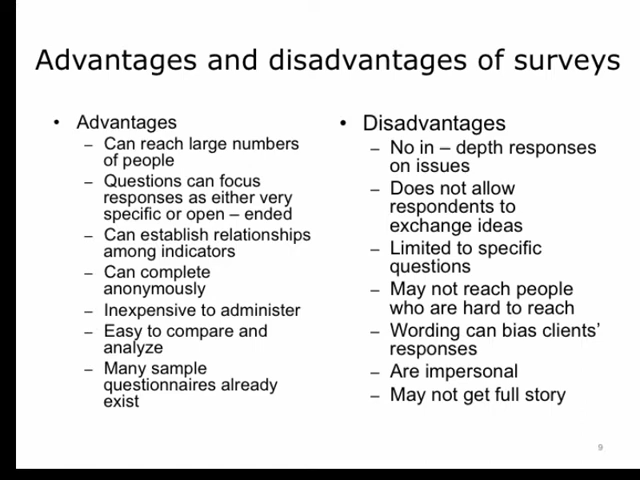 Advantages and disadvantages of surveys
• Advantages
– Can reach large numbers
of people
– Questions can focus
responses as either very
specific or open – ended
– Can establish relationships
among indicators
– Can complete
anonymously
– Inexpensive to administer
– Easy to compare and
analyze
– Many sample
questionnaires already
exist
• Disadvantages
– No in – depth responses
on issues
– Does not allow
respondents to
exchange ideas
– Limited to specific
questions
– May not reach people
who are hard to reach
– Wording can bias clients’
responses
– Are impersonal
– May not get full story
9